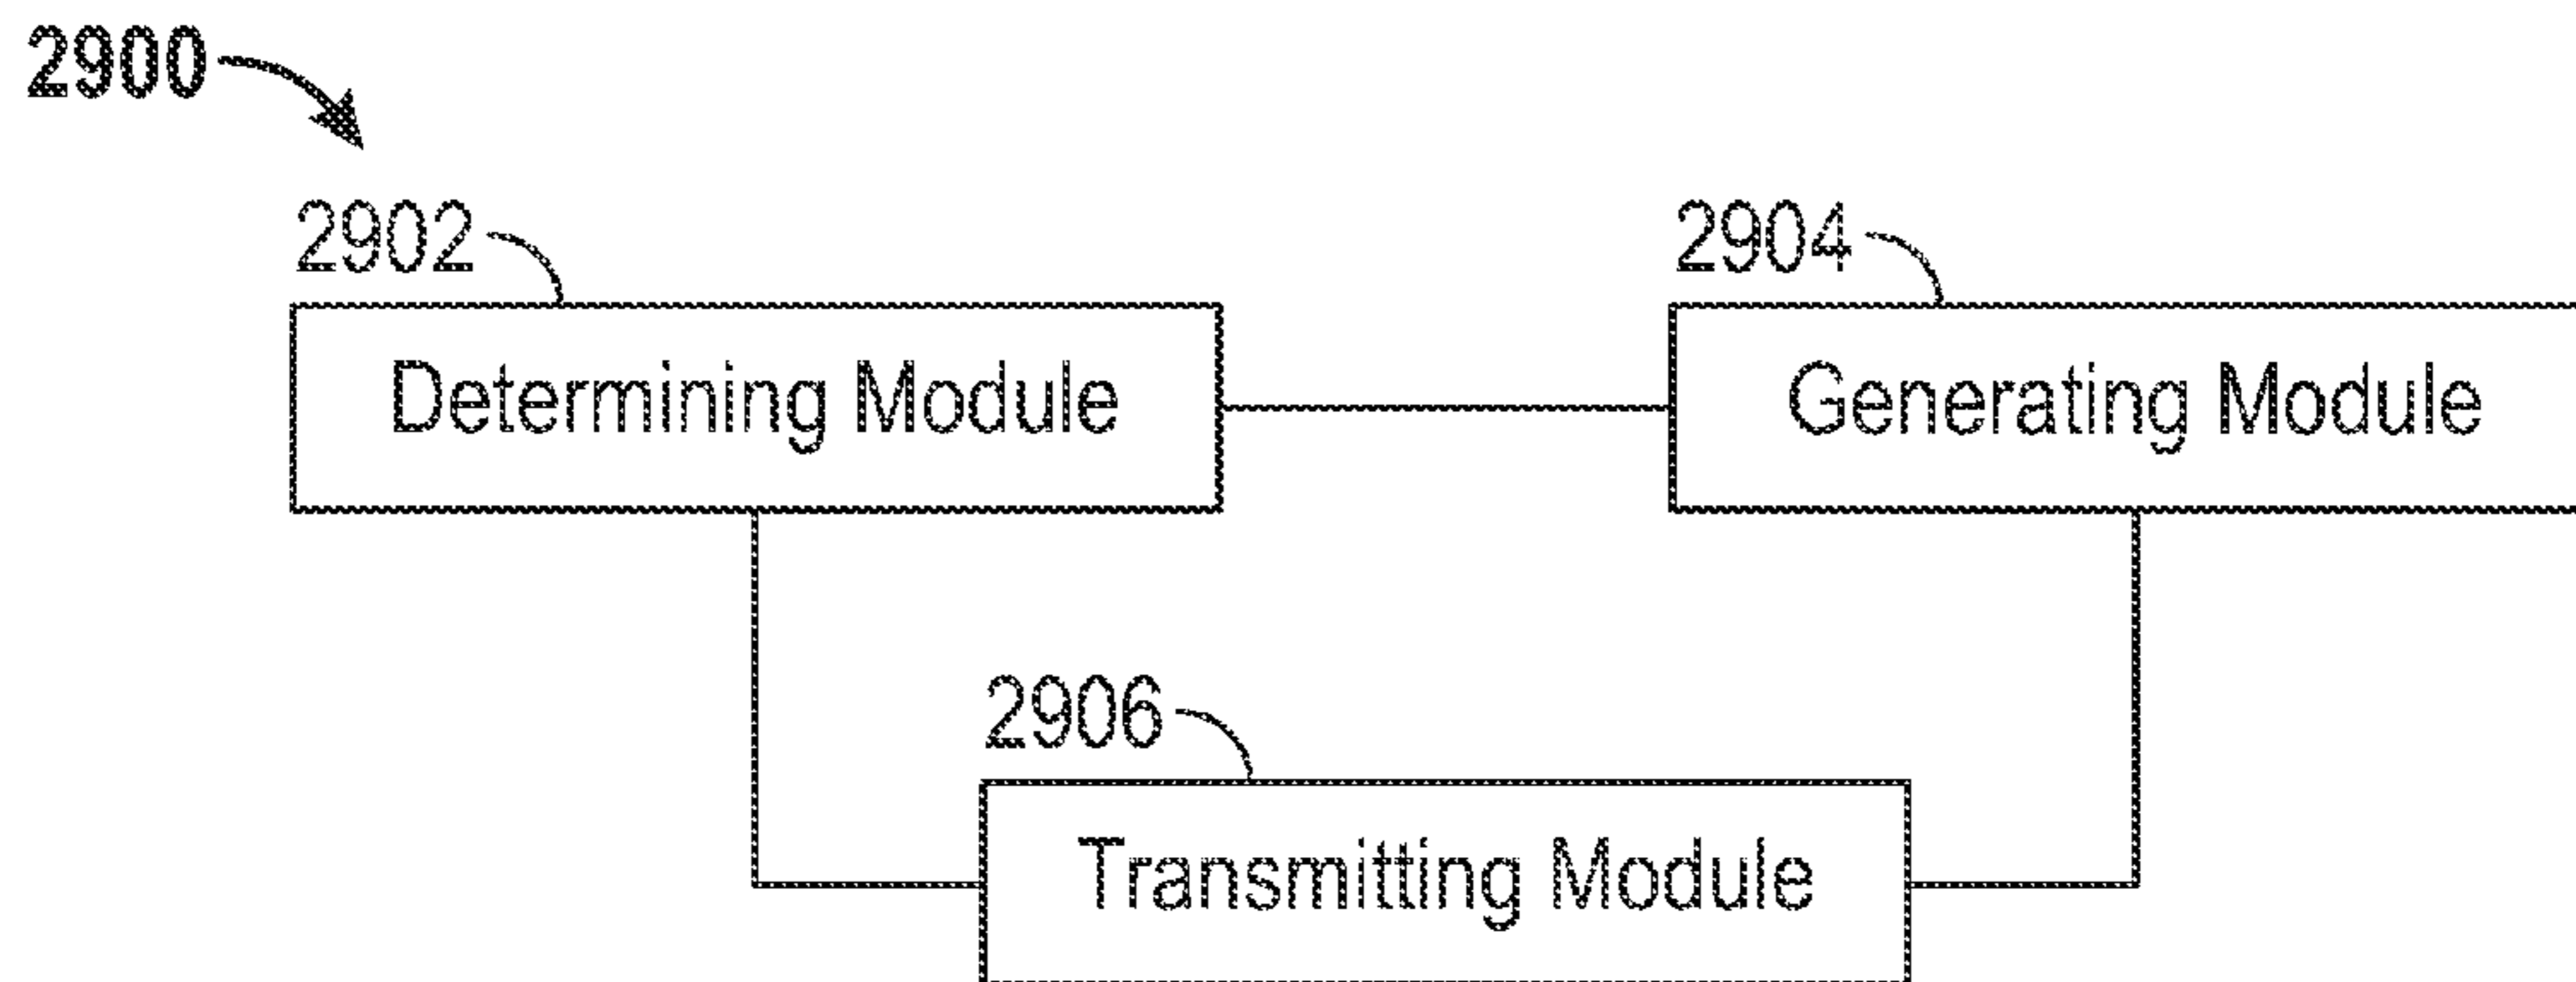 2900
2902
2904
Determining Module
Generating Module
2906
Transmitting Module